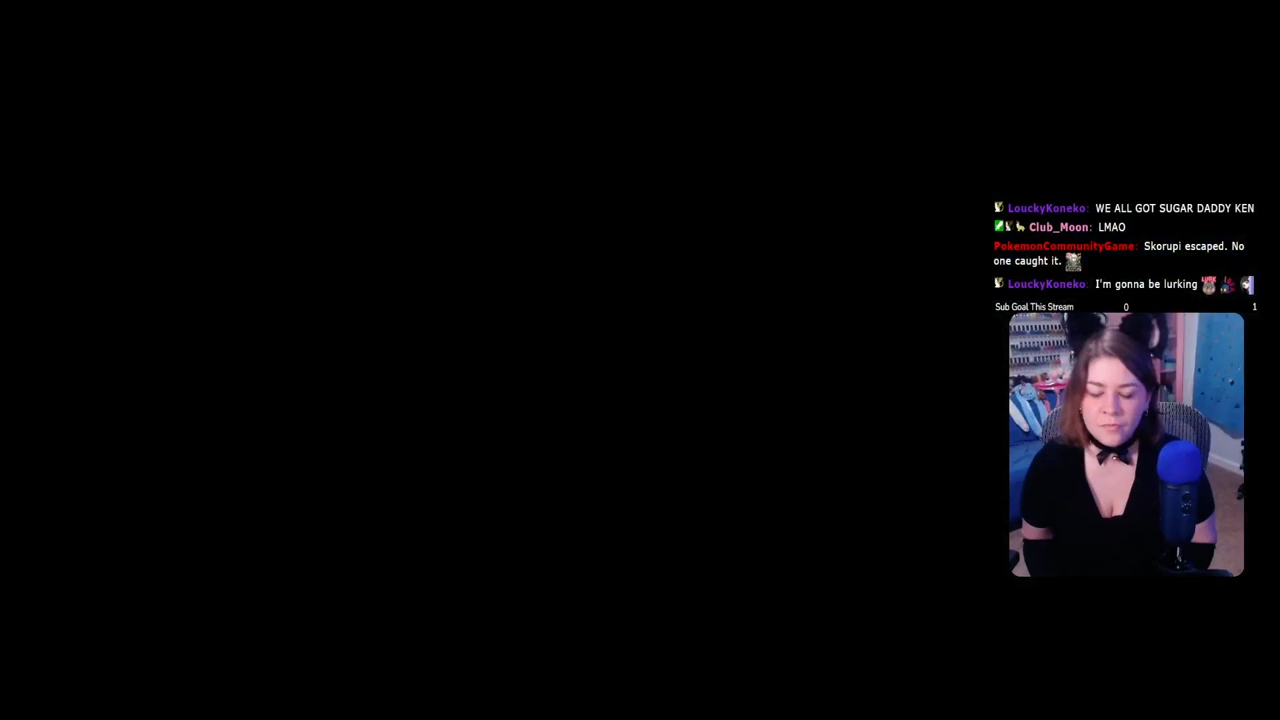 LouckyKoneko: WE ALL GOT SUGAR DADDY KEN
Club_Moon: LMAO
PokemonCommunityGame: Skorupi escaped. No
one caught it.
LouckyKoneko: I'm gonna be lurking
Sub Goal This Stream 0 1